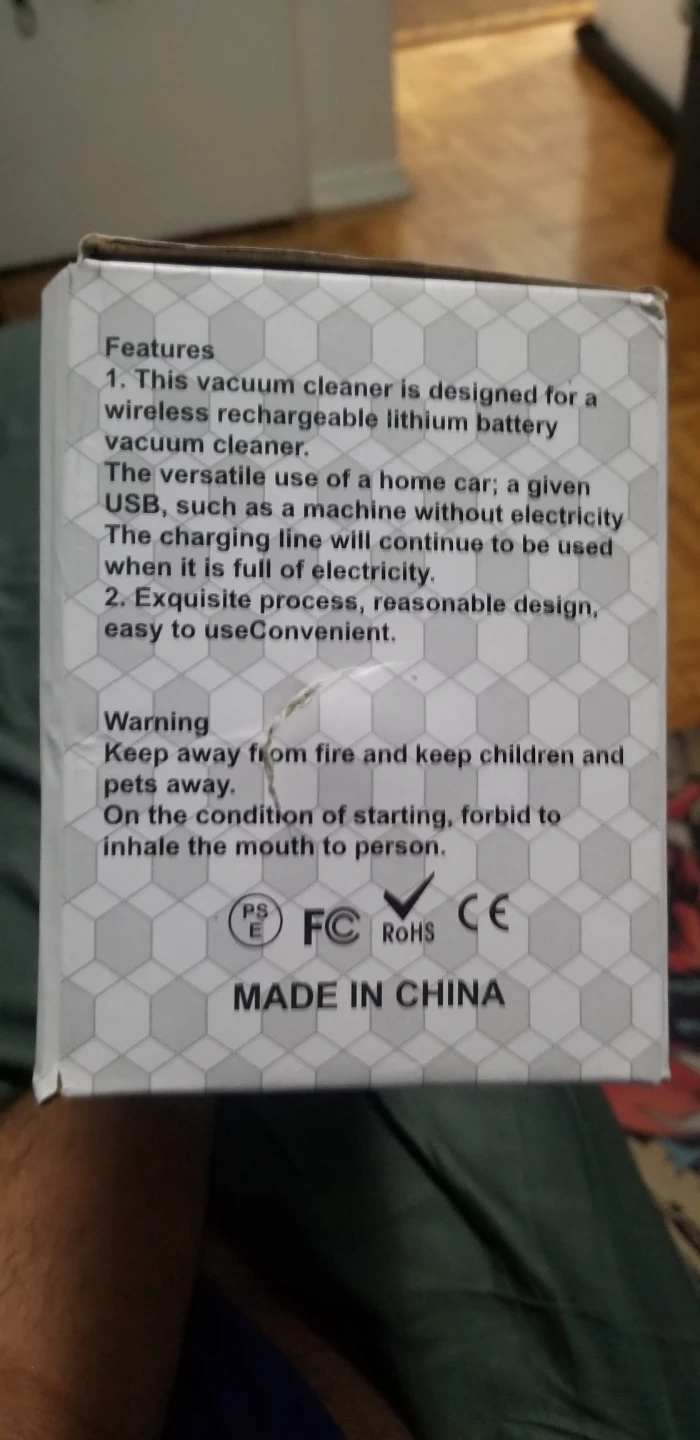 Features
1. This vacuum cleaner is designed for a
wireless rechargeable lithium battery
vacuum cleaner.
The versatile use of a home car; a given
USB, such as a machine without electricity
The charging line will continue to be used
when it is full of electricity.
2. Exquisite process, reasonable design,
easy to useConvenient.
Warning
Keep away from fire and keep children and
pets away.
On the condition of starting, forbid to
inhale the mouth to person.
PS
E
FC
RoHS
CE
MADE IN CHINA